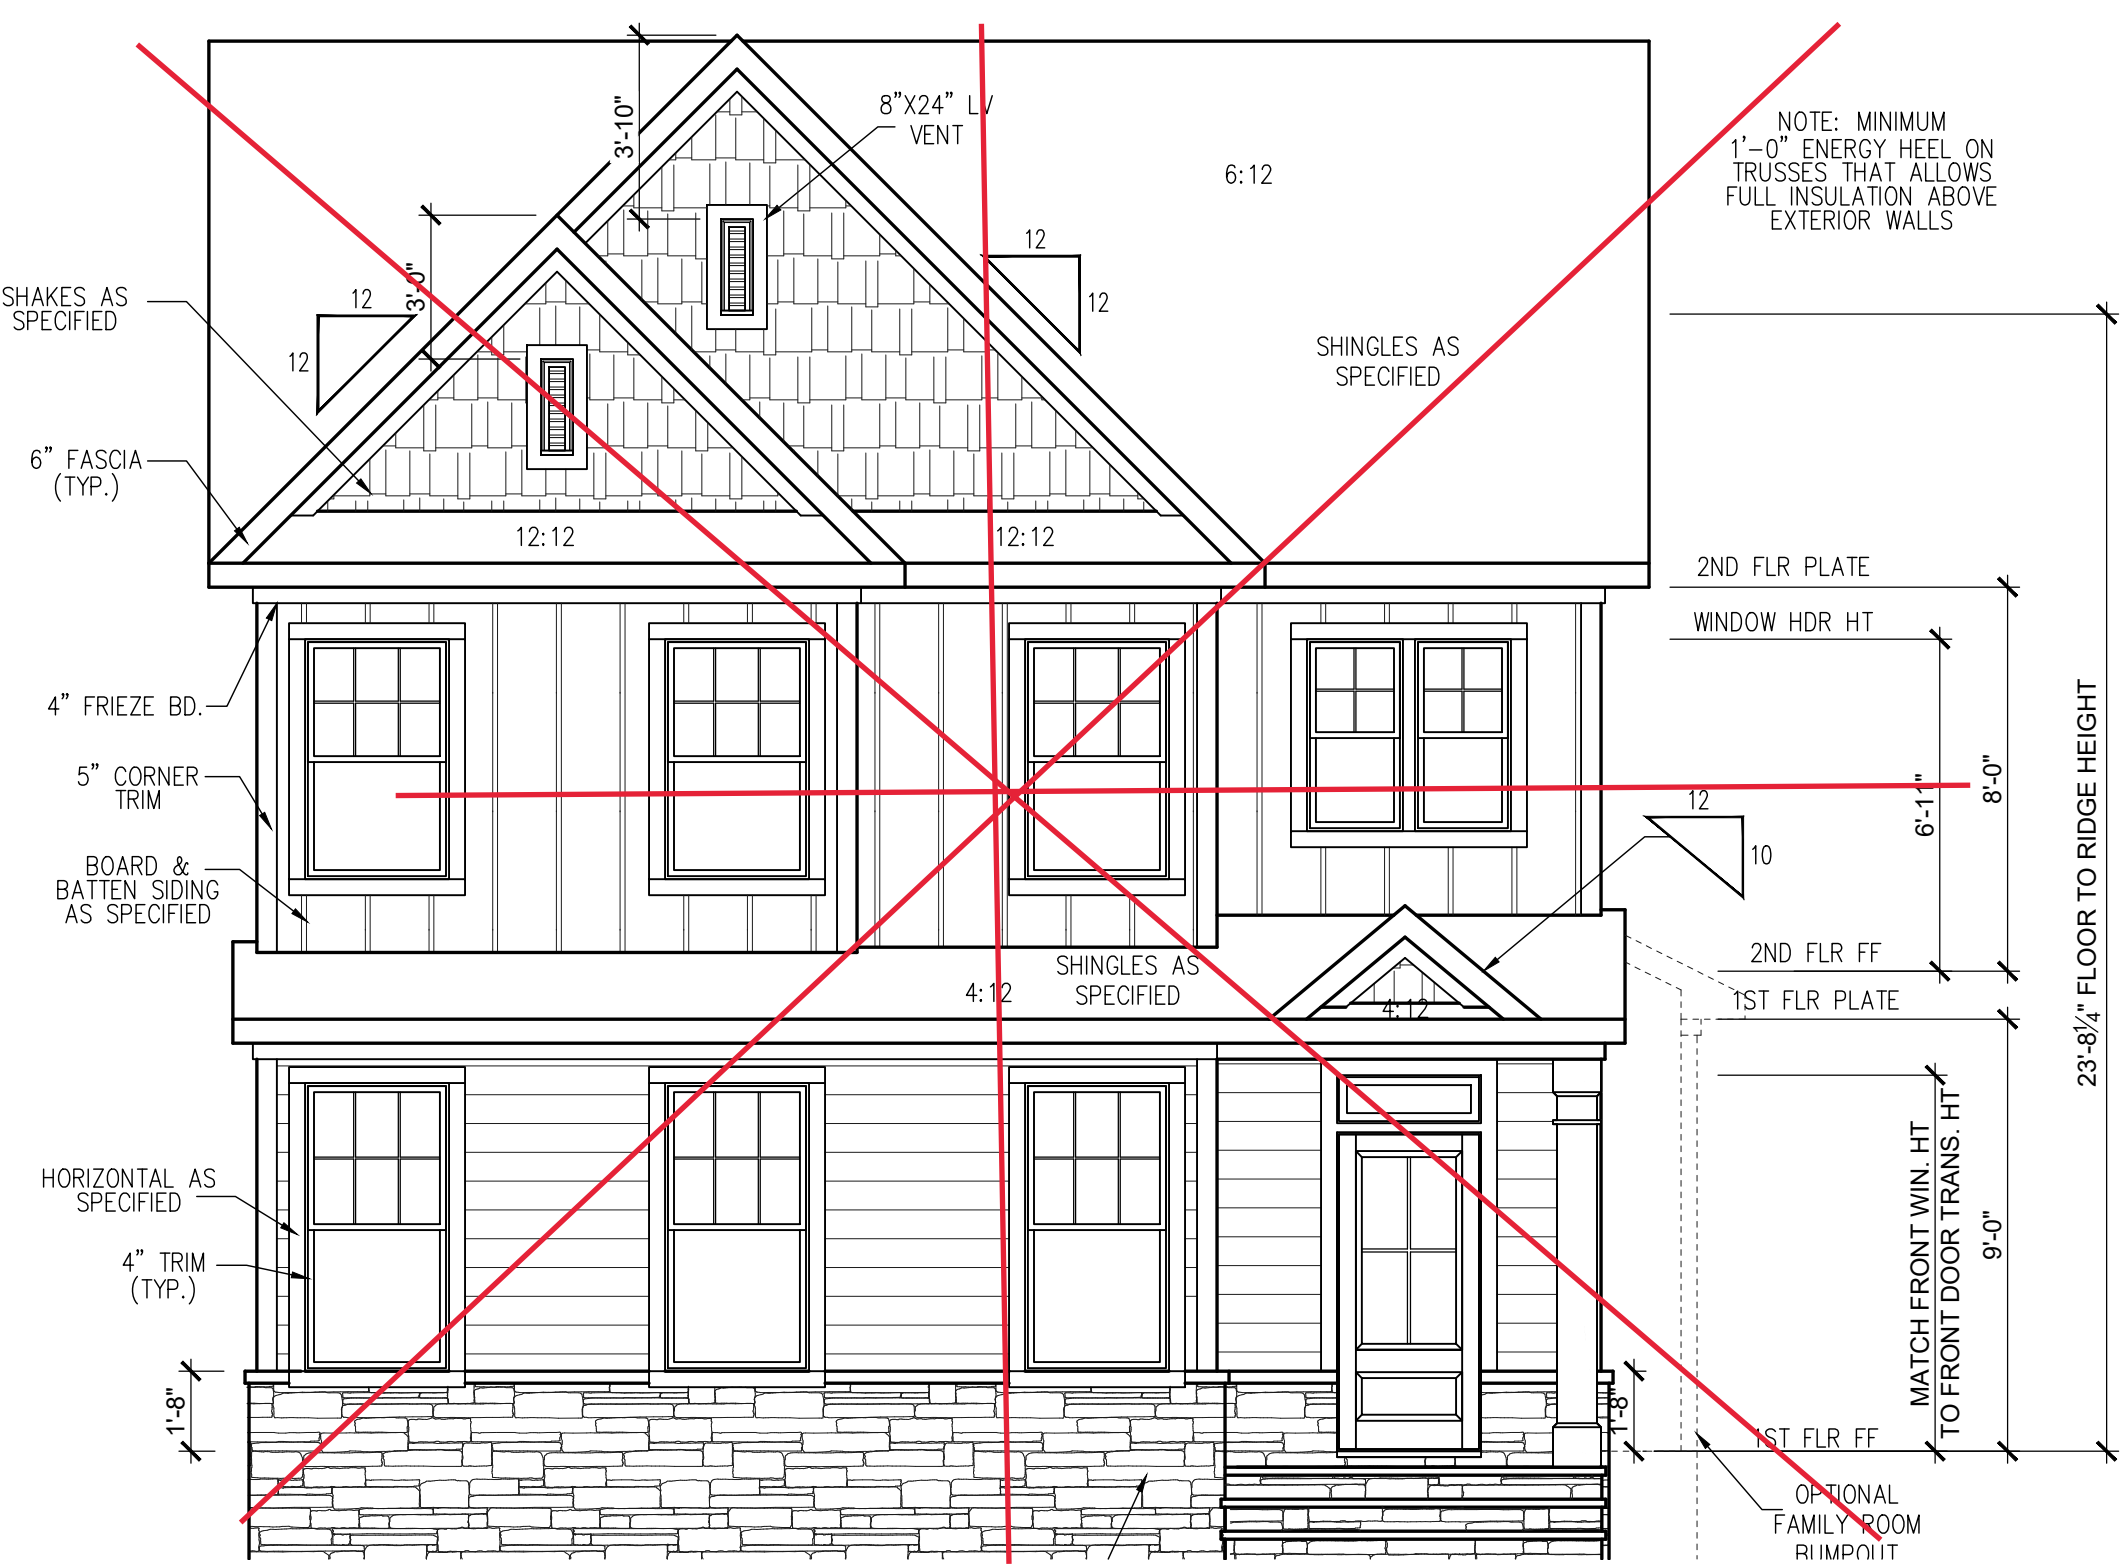 3'-10"
8”X24” LV
VENT
6:12
NOTE: MINIMUM
1’-0” ENERGY HEEL ON
TRUSSES THAT ALLOWS
FULL INSULATION ABOVE
EXTERIOR WALLS
3'-0"
12
12
12
12
SHAKES AS
SPECIFIED
SHINGLES AS
SPECIFIED
6” FASCIA
(TYP.)
12:12
12:12
2ND FLR PLATE
WINDOW HDR HT
4” FRIEZE BD.
5” CORNER
TRIM
6'-11"
8'-0"
12
10
23'-8¼" FLOOR TO RIDGE HEIGHT
BOARD &
BATTEN SIDING
AS SPECIFIED
2ND FLR FF
SHINGLES AS
SPECIFIED
4:12
4:12
1ST FLR PLATE
HORIZONTAL AS
SPECIFIED
4” TRIM
(TYP.)
MATCH FRONT WIN. HT
TO FRONT DOOR TRANS. HT
9'-0"
1'-8"
1'-8"
1ST FLR FF
OPTIONAL
FAMILY ROOM
BUMPOUT